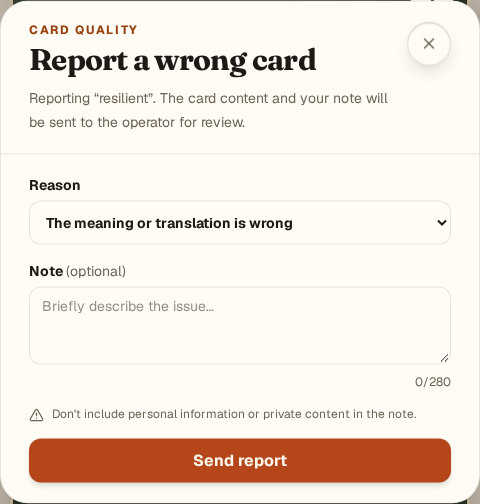 CARD QUALITY
Report a wrong card
Reporting “resilient”. The card content and your note will
be sent to the operator for review.
Reason
The meaning or translation is wrong
Note (optional)
Briefly describe the issue...
0/280
Don't include personal information or private content in the note.
Send report